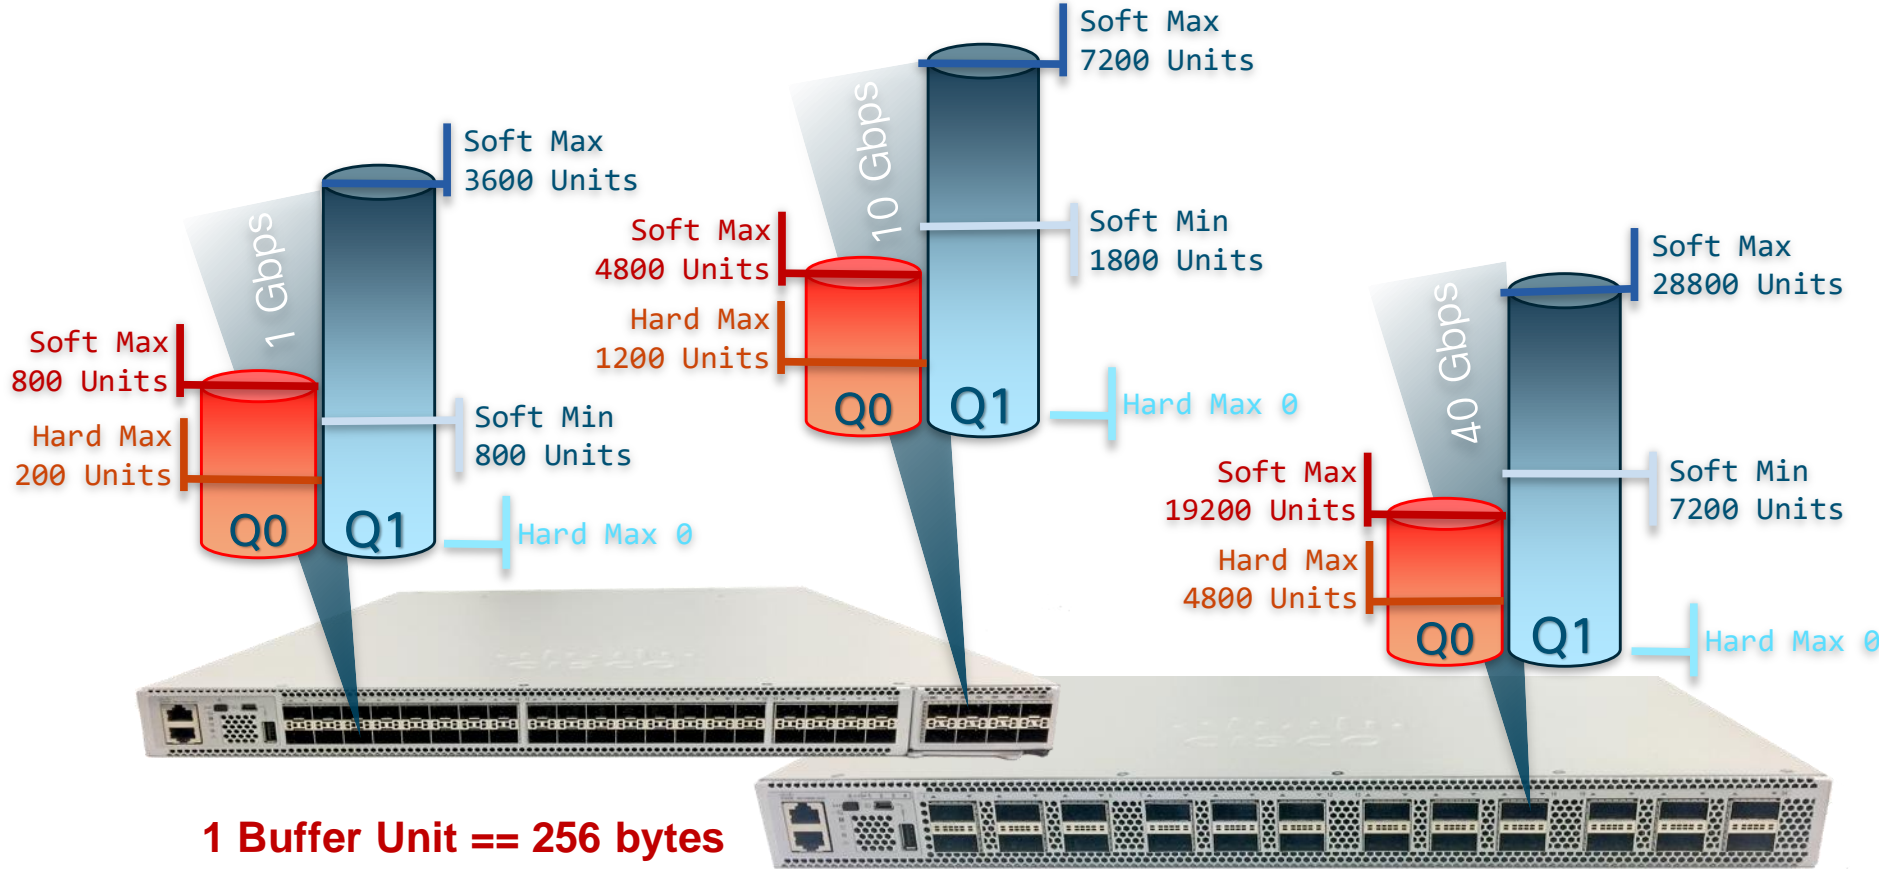 Soft Max
3600 Units
1 Gbps
Soft Max
800 Units
Hard Max
200 Units
Soft Min
800 Units
Hard Max 0
Q0
Q1
Soft Max
7200 Units
10 Gbps
Soft Max
4800 Units
Hard Max
1200 Units
Soft Min
1800 Units
Hard Max 0
Q0
Q1
Soft Max
28800 Units
40 Gbps
Soft Max
19200 Units
Hard Max
4800 Units
Soft Min
7200 Units
Hard Max 0
Q0
Q1
1 Buffer Unit == 256 bytes